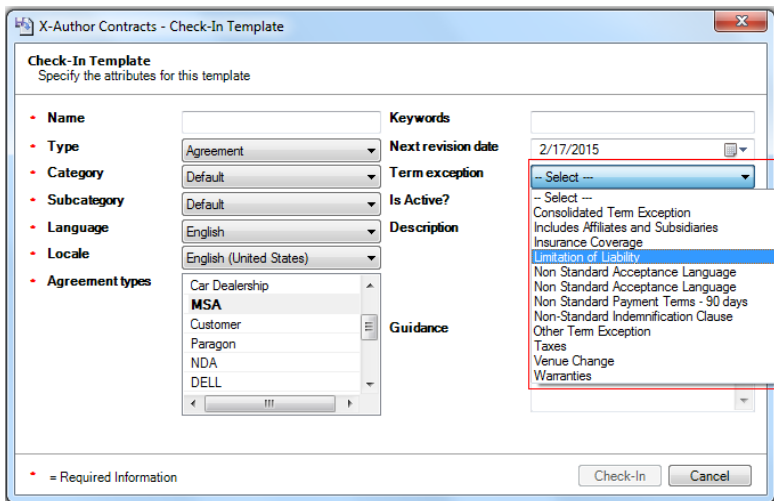 X-Author Contracts - Check-In Template
Check-In Template
Specify the attributes for this template
* Name
Keywords
* Type
Agreement
Next revision date
2/17/2015
* Category
Default
Term exception
-- Select ---
* Subcategory
Default
Is Active?
* Language
English
Description
* Locale
English (United States)
* Agreement types
Car Dealership
MSA
Customer
Paragon
NDA
DELL
Guidance
-- Select ---
Consolidated Term Exception
Includes Affiliates and Subsidiaries
Insurance Coverage
Limitation of Liability
Non Standard Acceptance Language
Non Standard Acceptance Language
Non Standard Payment Terms - 90 days
Non-Standard Indemnification Clause
Other Term Exception
Taxes
Venue Change
Warranties
* = Required Information
Check-In
Cancel